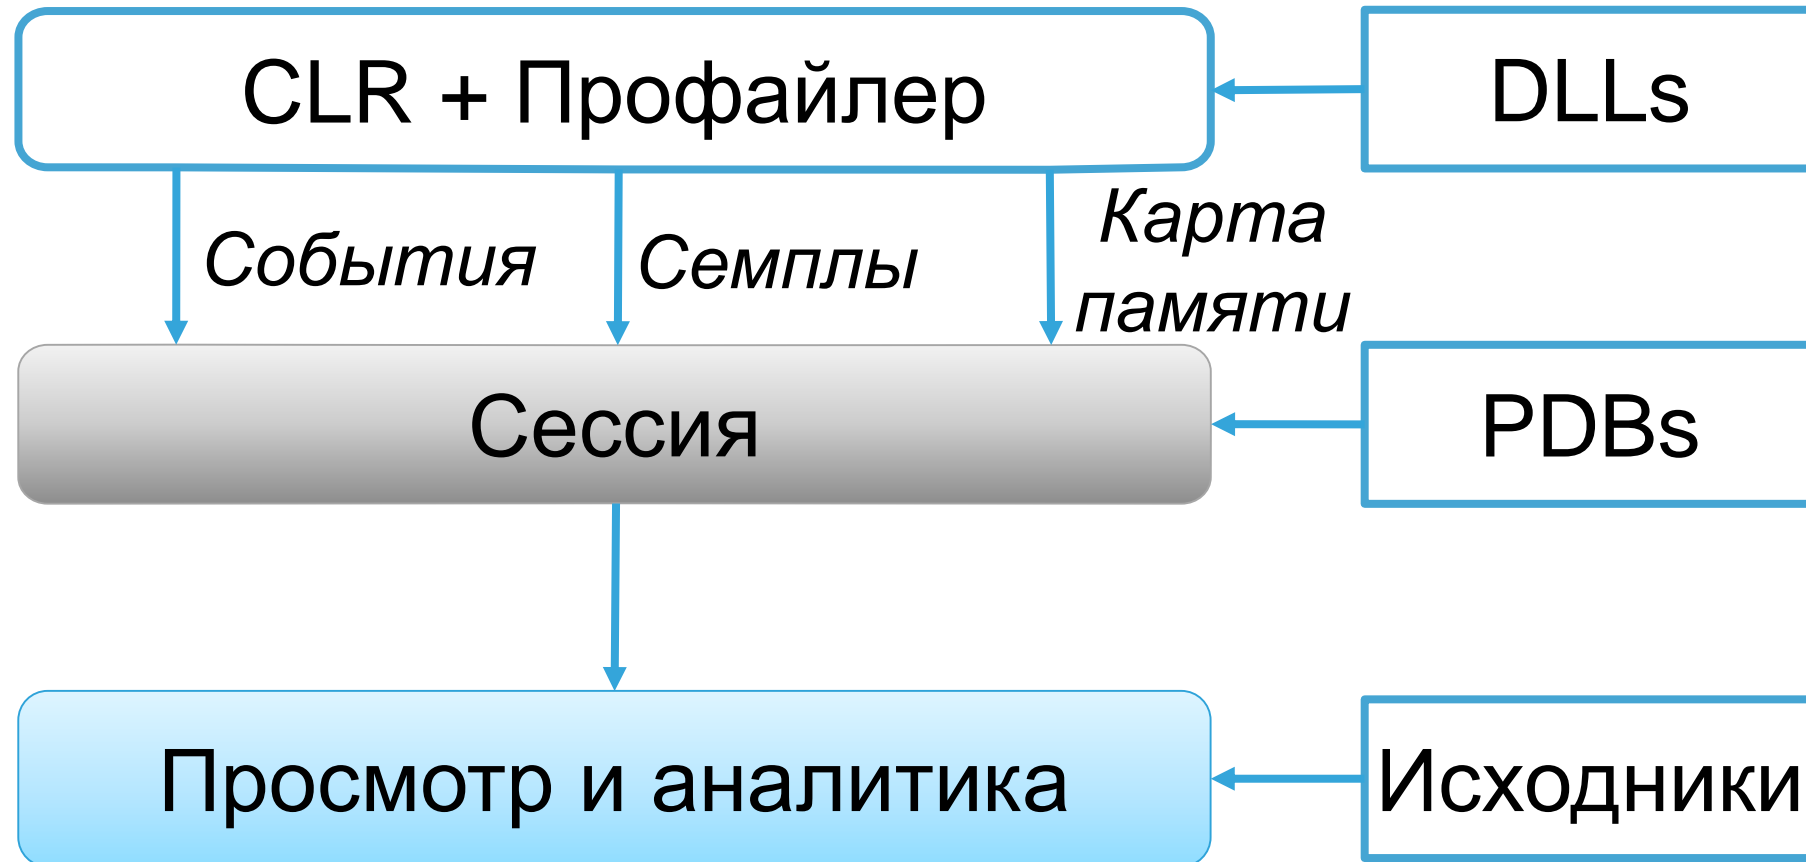 CLR + Профайлер
DLLs
События
Семплы
Карта
памяти
Сессия
PDBs
Просмотр и аналитика
Исходники